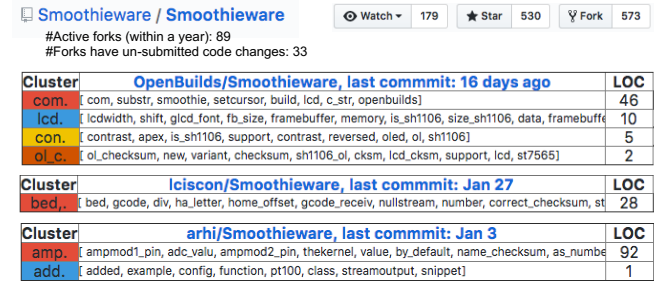 Smoothieware / Smoothieware
Watch 179 Star 530 Fork 573
#Active forks (within a year): 89
#Forks have un-submitted code changes: 33
Cluster OpenBuilds/Smoothieware, last commmit: 16 days ago LOC
com. [ com, substr, smoothie, setcursor, build, lcd, c_str, openbuilds] 46
lcd. [ lcdwidth, shift, glcd_font, fb_size, framebuffer, memory, is_sh1106, size_sh1106, data, framebuffe 10
con. [ contrast, apex, is_sh1106, support, contrast, reversed, oled, ol, sh1106] 5
ol_c. [ ol_checksum, new, variant, checksum, sh1106_ol, cksm, lcd_cksm, support, lcd, st7565] 2
Cluster lciscon/Smoothieware, last commmit: Jan 27 LOC
bed,. [ bed, gcode, div, ha_letter, home_offset, gcode_receiv, nullstream, number, correct_checksum, st 28
Cluster arhi/Smoothieware, last commmit: Jan 3 LOC
amp. [ ampmod1_pin, adc_valu, ampmod2_pin, thekernel, value, by_default, name_checksum, as_numbe 92
add. [ added, example, config, function, pt100, class, streamoutput, snippet] 1